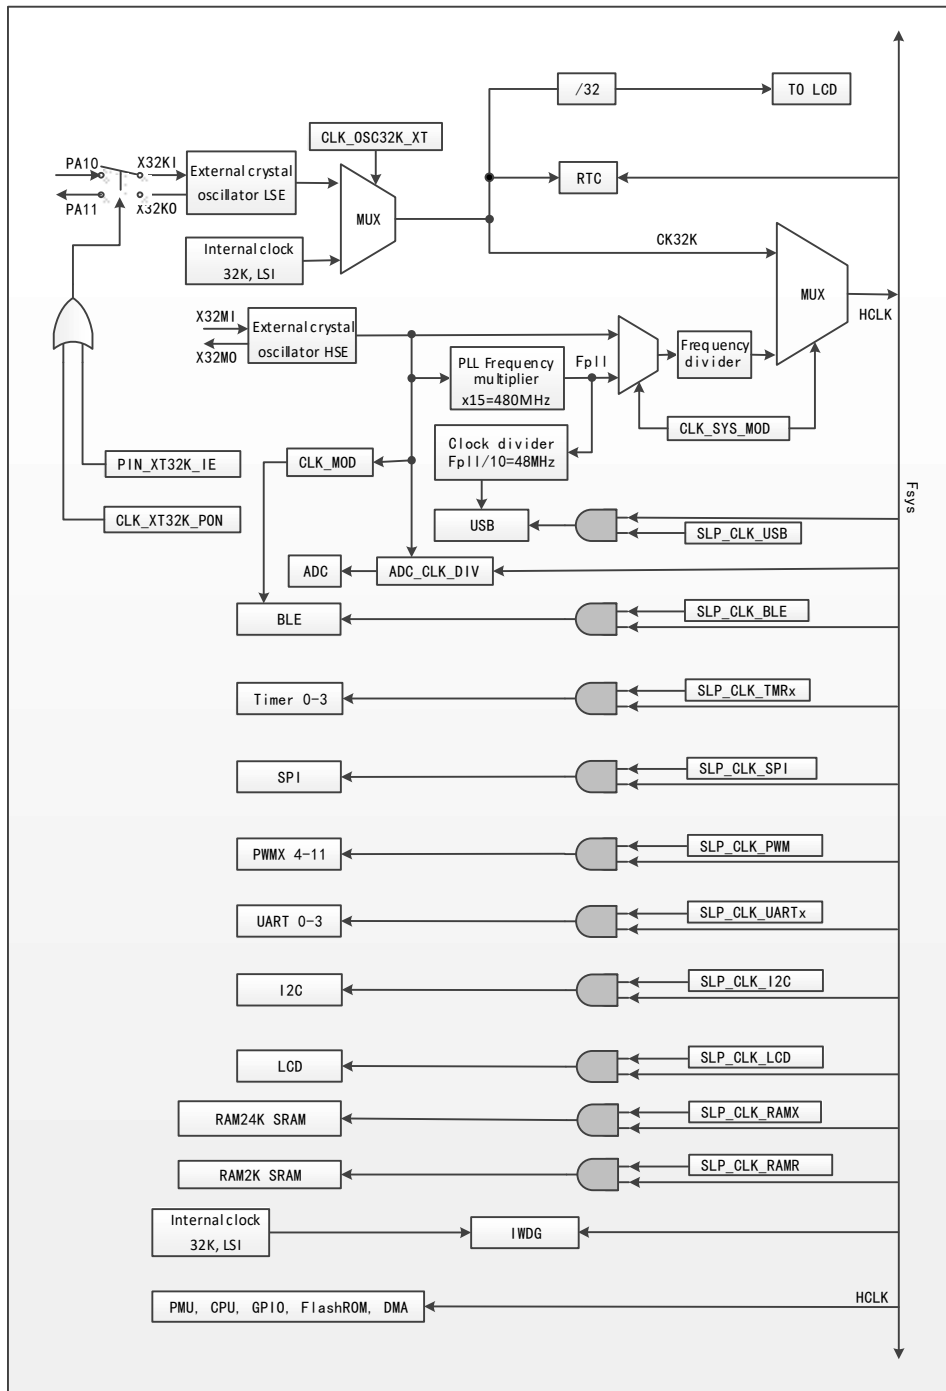 /32
TO LCD
CLK_OSC32K_XT
PA10
X32KI
External crystal
oscillator LSE
RTC
PA11
X32KO
MUX
CK32K
Internal clock
32K, LSI
MUX
HCLK
X32MI
X32MO
External crystal
oscillator HSE
Fpll
Frequency
divider
PLL Frequency
multiplier
x15=480MHz
CLK_SYS_MOD
Clock divider
Fpll/10=48MHz
PIN_XT32K_IE
CLK_MOD
Fsys
CLK_XT32K_PON
USB
SLP_CLK_USB
ADC
ADC_CLK_DIV
BLE
SLP_CLK_BLE
Timer 0-3
SLP_CLK_TMRx
SPI
SLP_CLK_SPI
PWMX 4-11
SLP_CLK_PWM
UART 0-3
SLP_CLK_UARTx
I2C
SLP_CLK_I2C
LCD
SLP_CLK_LCD
RAM24K SRAM
SLP_CLK_RAMX
RAM2K SRAM
SLP_CLK_RAMR
Internal clock
32K, LSI
IWDG
PMU, CPU, GPIO, FlashROM, DMA
HCLK